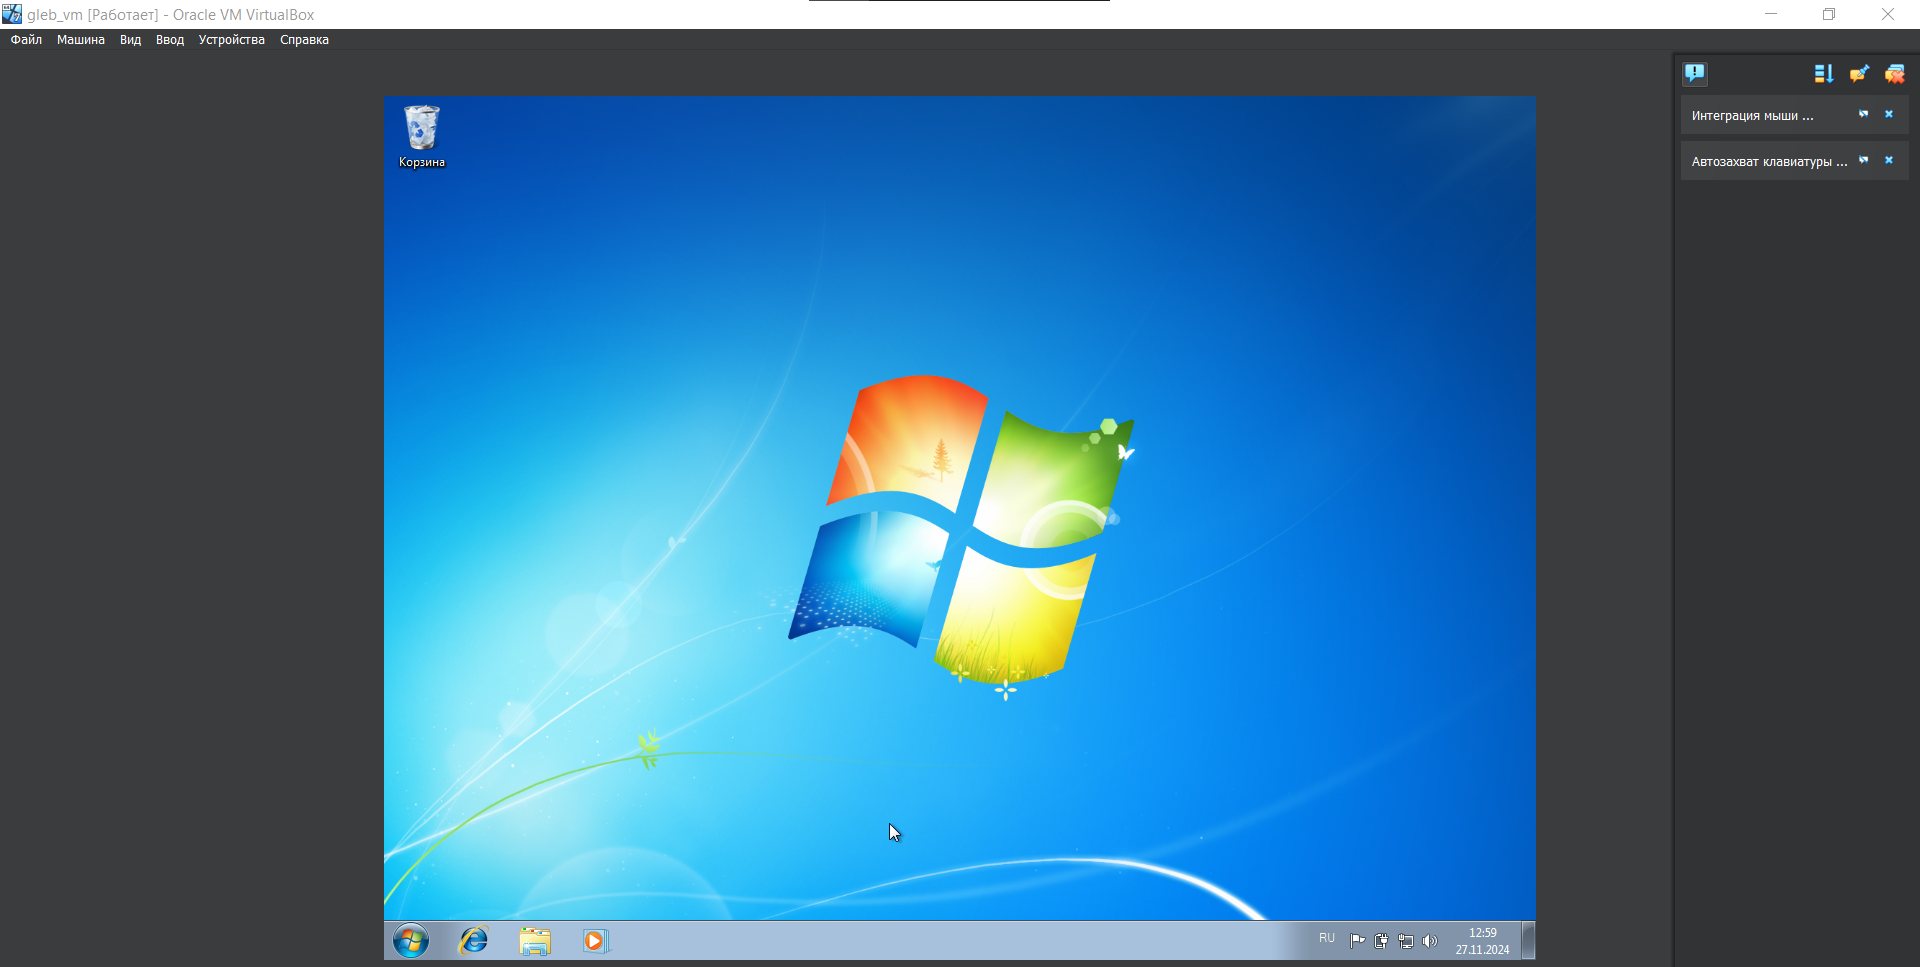 gleb_vm [Работает] - Oracle VM VirtualBox
Файл Машина Вид Ввод Устройства Справка
Интеграция мыши ...
Автозахват клавиатуры ...
Корзина
RU
12:59
27.11.2024